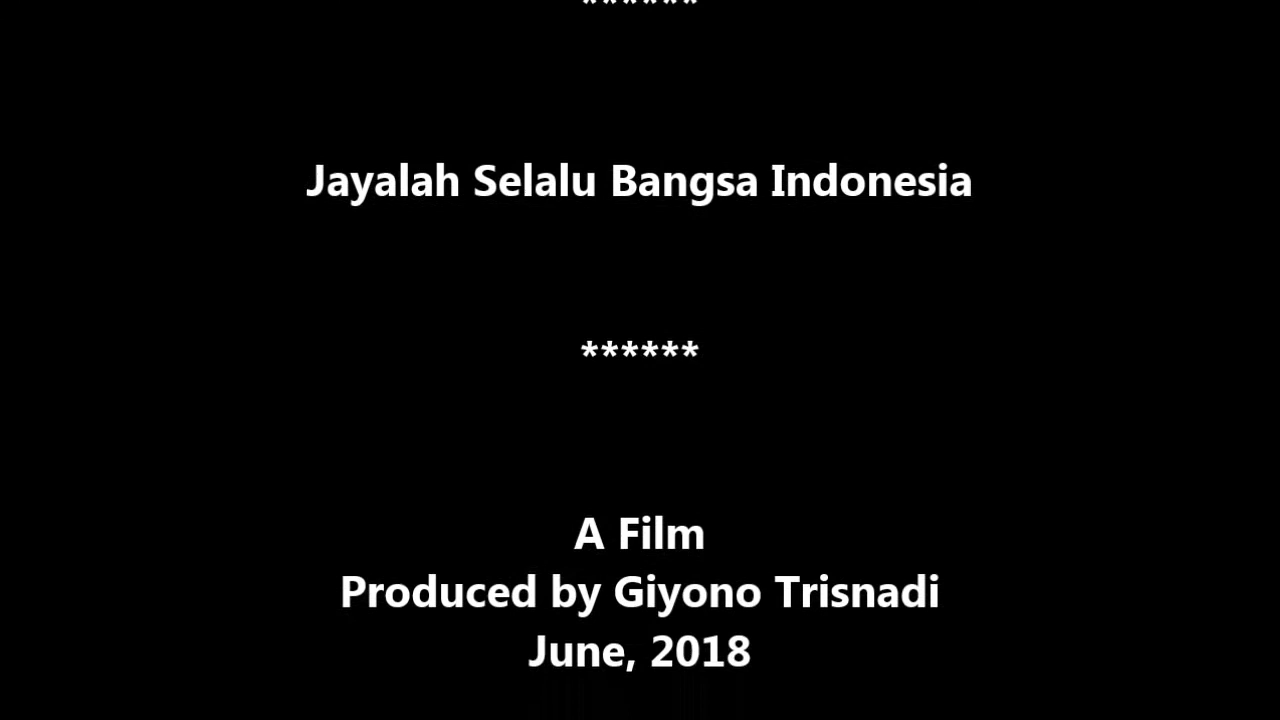 ******
Jayalah Selalu Bangsa Indonesia
******
A Film
Produced by Giyono Trisnadi
June, 2018